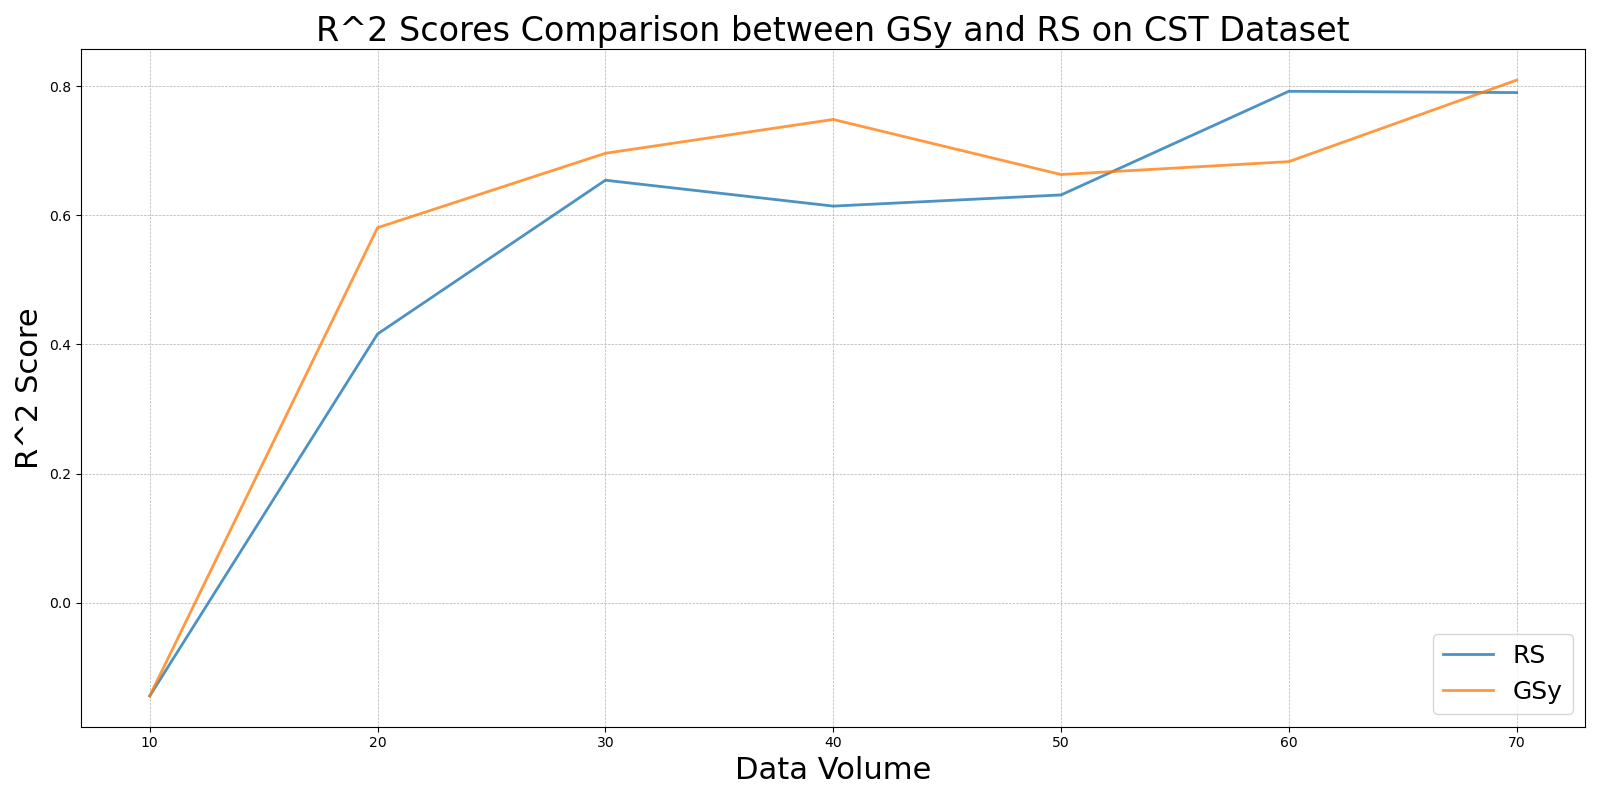 R^2 Scores Comparison between GSy and RS on CST Dataset
R^2 Score
0.8
0.6
0.4
0.2
0.0
10 20 30 40 50 60 70
Data Volume
RS
GSy